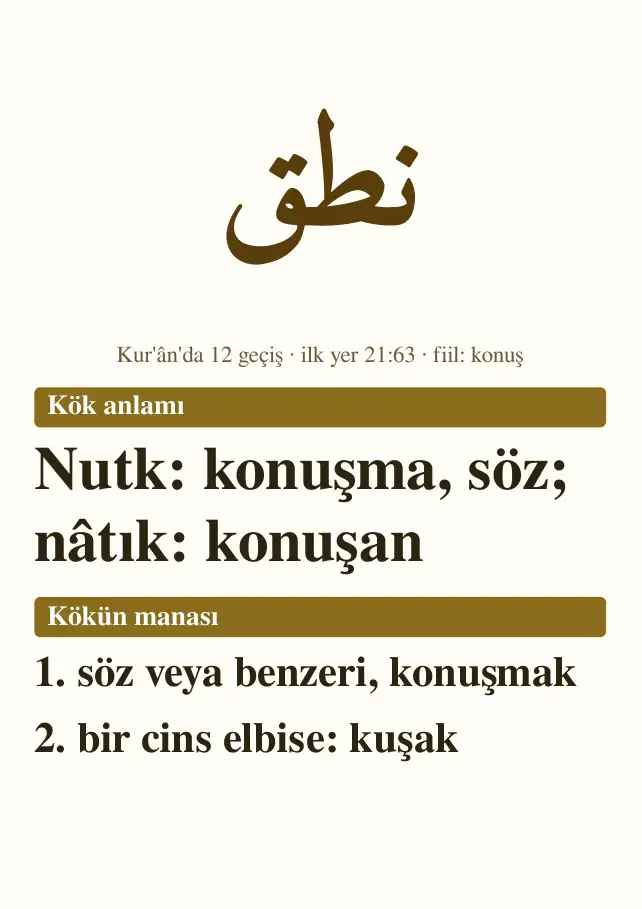 نطق
Kur'ân'da 12 geçiş · ilk yer 21:63 · fiil: konuş
Kök anlamı
Nutk: konuşma, söz;
nâtık: konuşan
Kökün manası
1. söz veya benzeri, konuşmak
2. bir cins elbise: kuşak